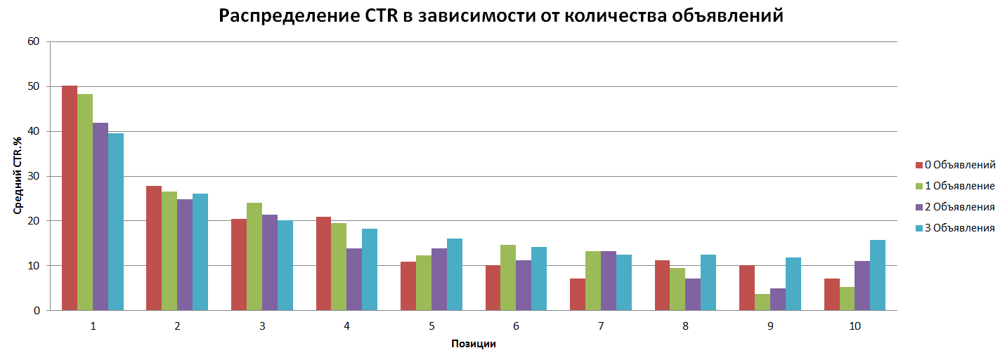 Распределение CTR в зависимости от количества объявлений
60
50
40
30
20
10
0
Средний CTR.%
1 2 3 4 5 6 7 8 9 10
Позиции
0 Объявлений
1 Объявление
2 Объявления
3 Объявления